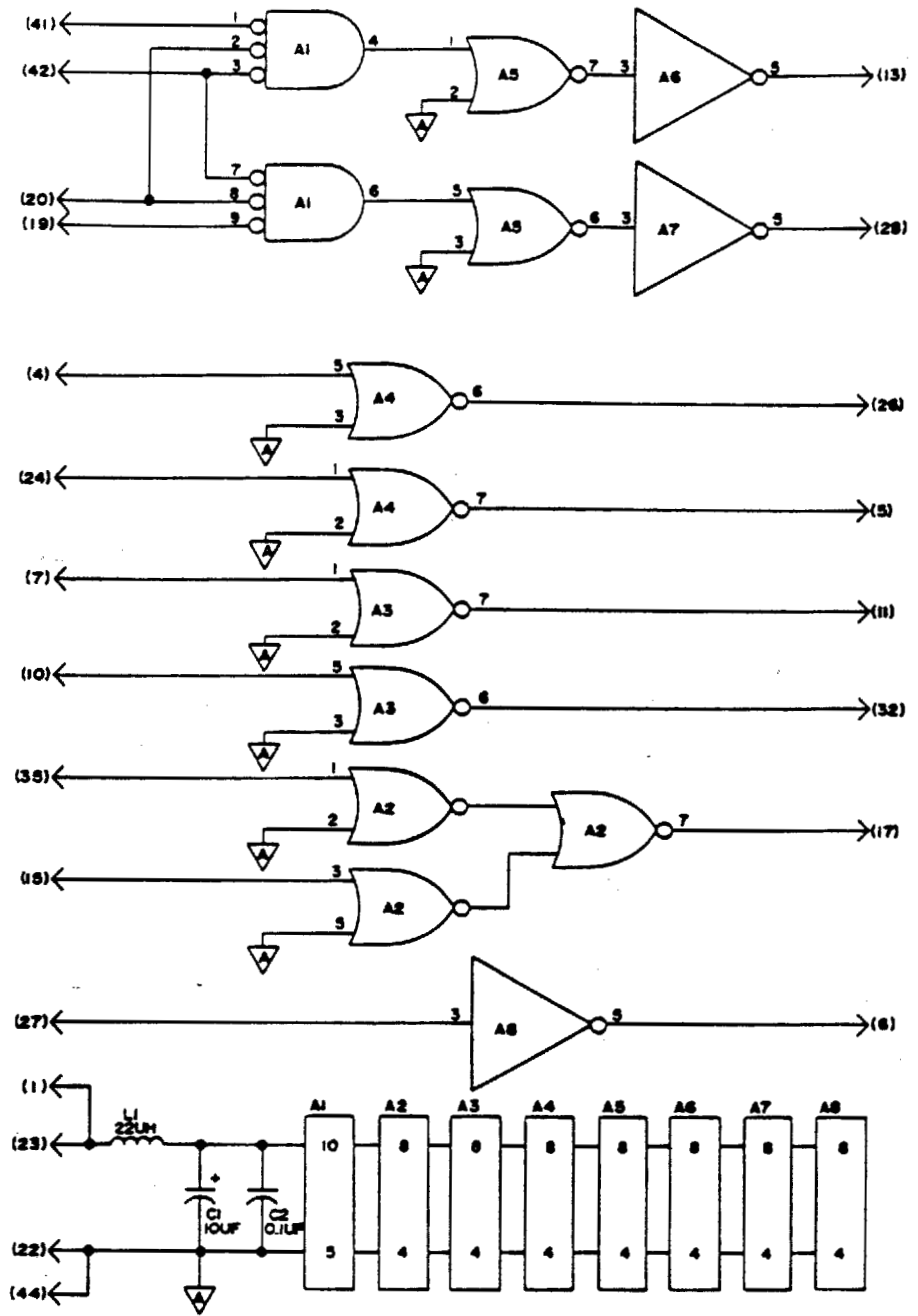 (41) 1
2 A1 4 1
(42) 3 A5 7 3 A6 5 (13)
2
A
7
(20) 8 A1 6 5
(19) 9 A5 6 3 A7 5 (28)
3
A
(4) 5
A4 6 (26)
3
A
(24) 1
A4 7 (5)
2
A
(7) 1
A3 7 (11)
2
A
(10) 5
A3 6 (32)
3
A
(35) 1
A2
2 A2 7 (17)
A
(15) 3
A2
5
A
(27) 3 A8 5 (6)
(1)
L1
22UH
A1 A2 A3 A4 A5 A6 A7 A8
(23) 10 8 8 8 8 8 8 8
+
C1
10UF
C2
0.1UF
(22) 5 4 4 4 4 4 4 4
(44)
A